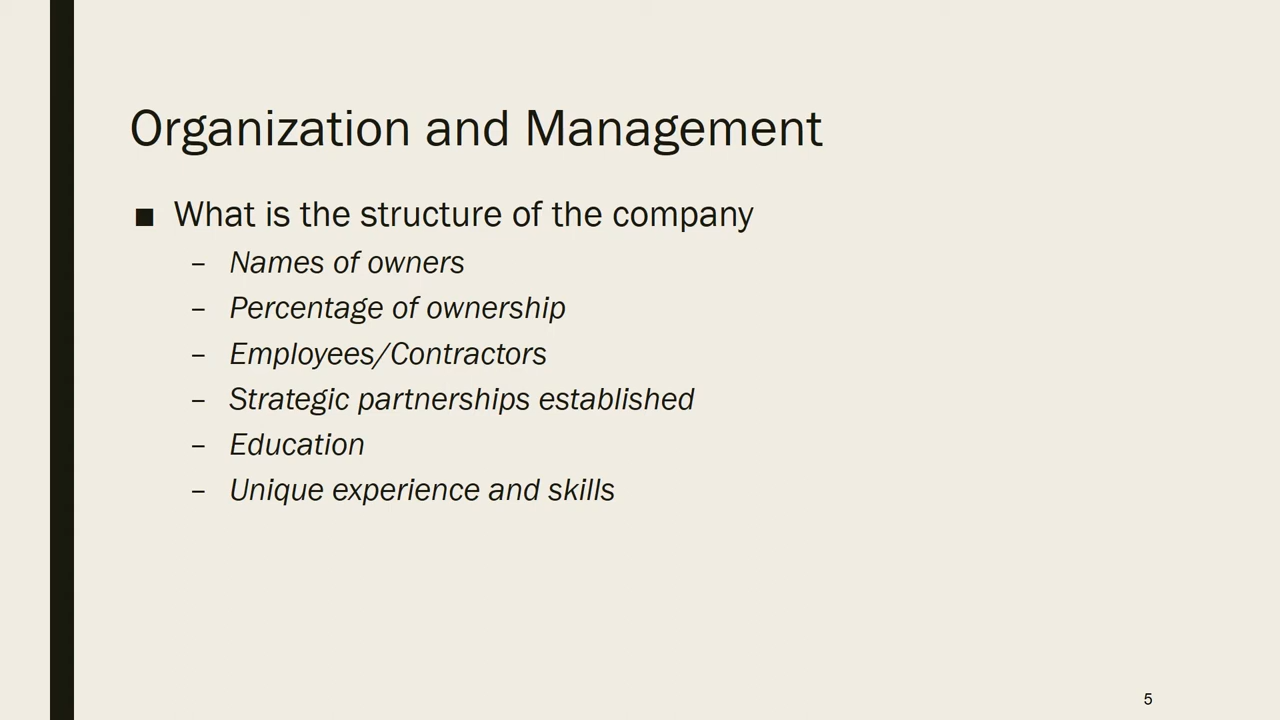 Organization and Management
■ What is the structure of the company
– Names of owners
– Percentage of ownership
– Employees/Contractors
– Strategic partnerships established
– Education
– Unique experience and skills
5